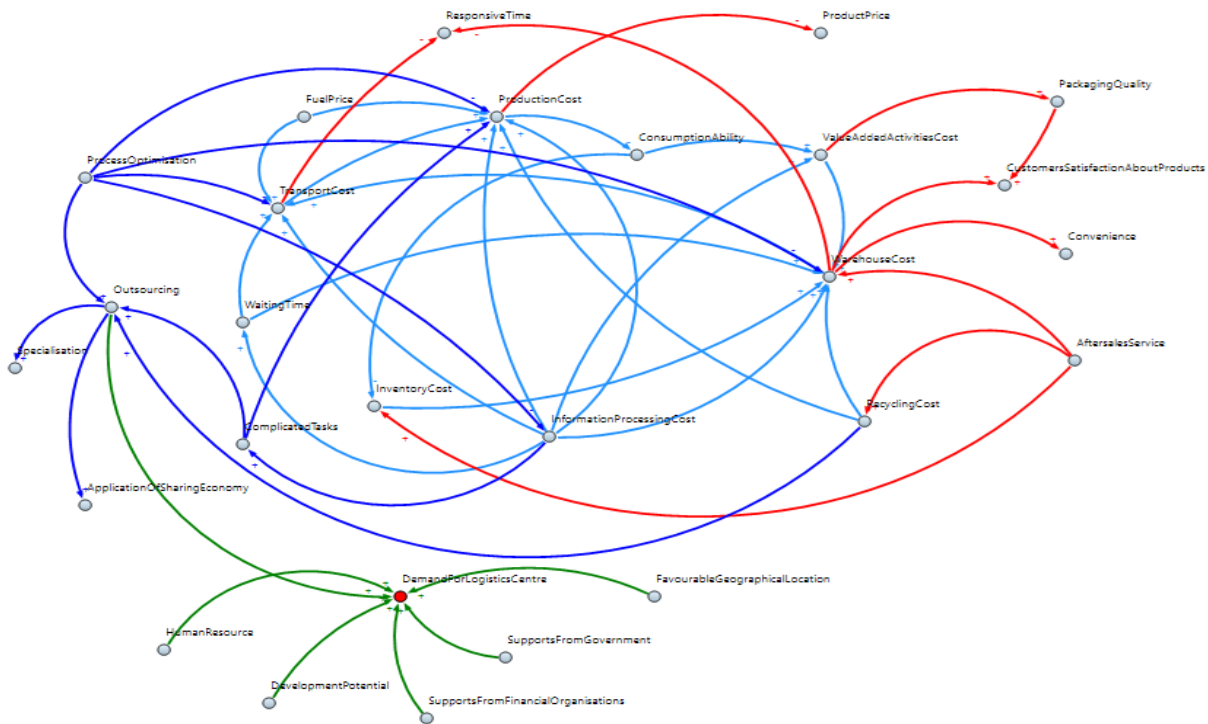 ResponsiveTime
ProductPrice
PackagingQuality
FuelPrice
ProductionCost
ConsumptionAbility
ValueAddedActivitiesCost
ProcessOptimisation
CustomersSatisfactionAboutProducts
TransportCost
Convenience
WarehouseCost
Outsourcing
WaitingTime
Specialisation
AftersalesService
InventoryCost
InformationProcessingCost
RecyclingCost
ComplicatedTasks
ApplicationOfSharingEconomy
DemandForLogisticsCentre
FavourableGeographicalLocation
HumanResource
SupportsFromGovernment
DevelopmentPotential
SupportsFromFinancialOrganisations